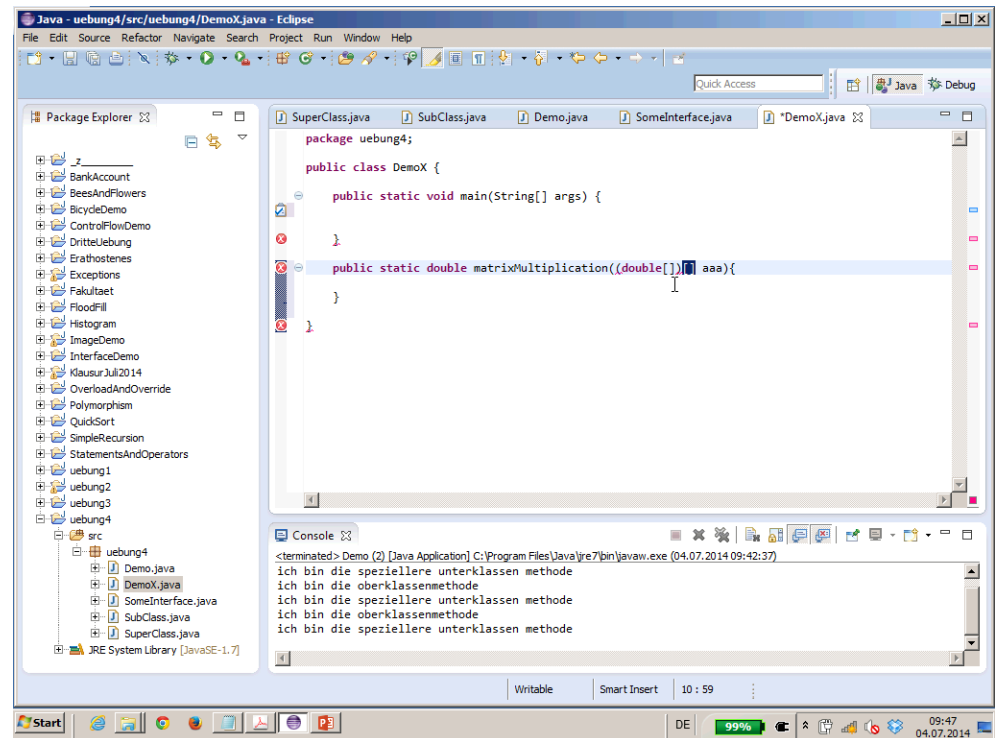 Java - uebung4/src/uebung4/DemoX.java - Eclipse
File Edit Source Refactor Navigate Search Project Run Window Help
Quick Access Java Debug
Package Explorer
_z_________
BankAccount
BeesAndFlowers
BicycleDemo
ControlFlowDemo
DritteUebung
Erathostenes
Exceptions
Fakultaet
FloodFill
Histogram
ImageDemo
InterfaceDemo
KlausurJuli2014
OverloadAndOverride
Polymorphism
QuickSort
SimpleRecursion
StatementsAndOperators
uebung1
uebung2
uebung3
uebung4
src
uebung4
Demo.java
DemoX.java
SomeInterface.java
SubClass.java
SuperClass.java
JRE System Library [JavaSE-1.7]
SuperClass.java SubClass.java Demo.java SomeInterface.java *DemoX.java
package uebung4;
public class DemoX {
public static void main(String[] args) {
}
public static double matrixMultiplication((double[])[] aaa){
}
}
Console
<terminated> Demo (2) [Java Application] C:\Program Files\Java\jre7\bin\javaw.exe (04.07.2014 09:42:37)
ich bin die speziellere unterklassen methode
ich bin die oberklassenmethode
ich bin die speziellere unterklassen methode
ich bin die oberklassenmethode
ich bin die speziellere unterklassen methode
Writable Smart Insert 10 : 59
Start DE 99% 09:47
04.07.2014